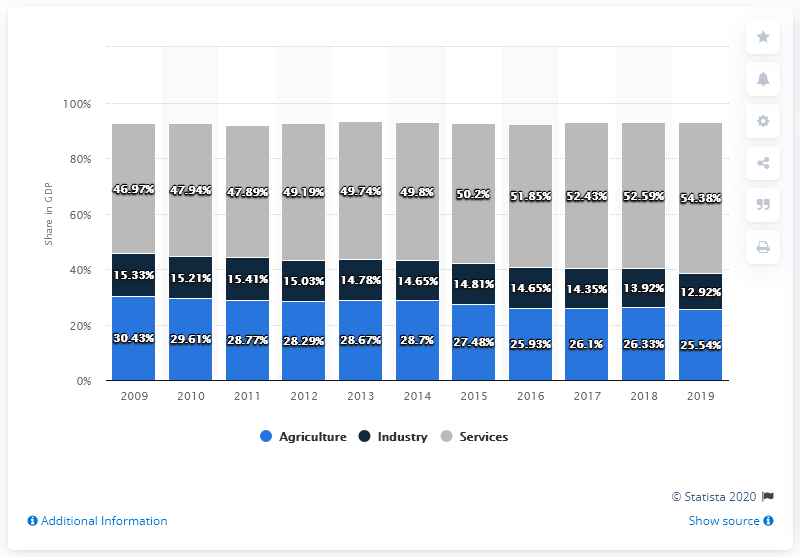 Share in GDP
100%
80%
60%
40%
20%
0%
46.97% 47.94% 47.89% 49.19% 49.74% 49.8% 50.2% 51.85% 52.43% 52.59% 54.38%
15.33% 15.21% 15.41% 15.03% 14.78% 14.65% 14.81% 14.65% 14.35% 13.92% 12.92%
30.43% 29.61% 28.77% 28.29% 28.67% 28.7% 27.48% 25.93% 26.1% 26.33% 25.54%
2009 2010 2011 2012 2013 2014 2015 2016 2017 2018 2019
Agriculture Industry Services
© Statista 2020
Additional Information Show source